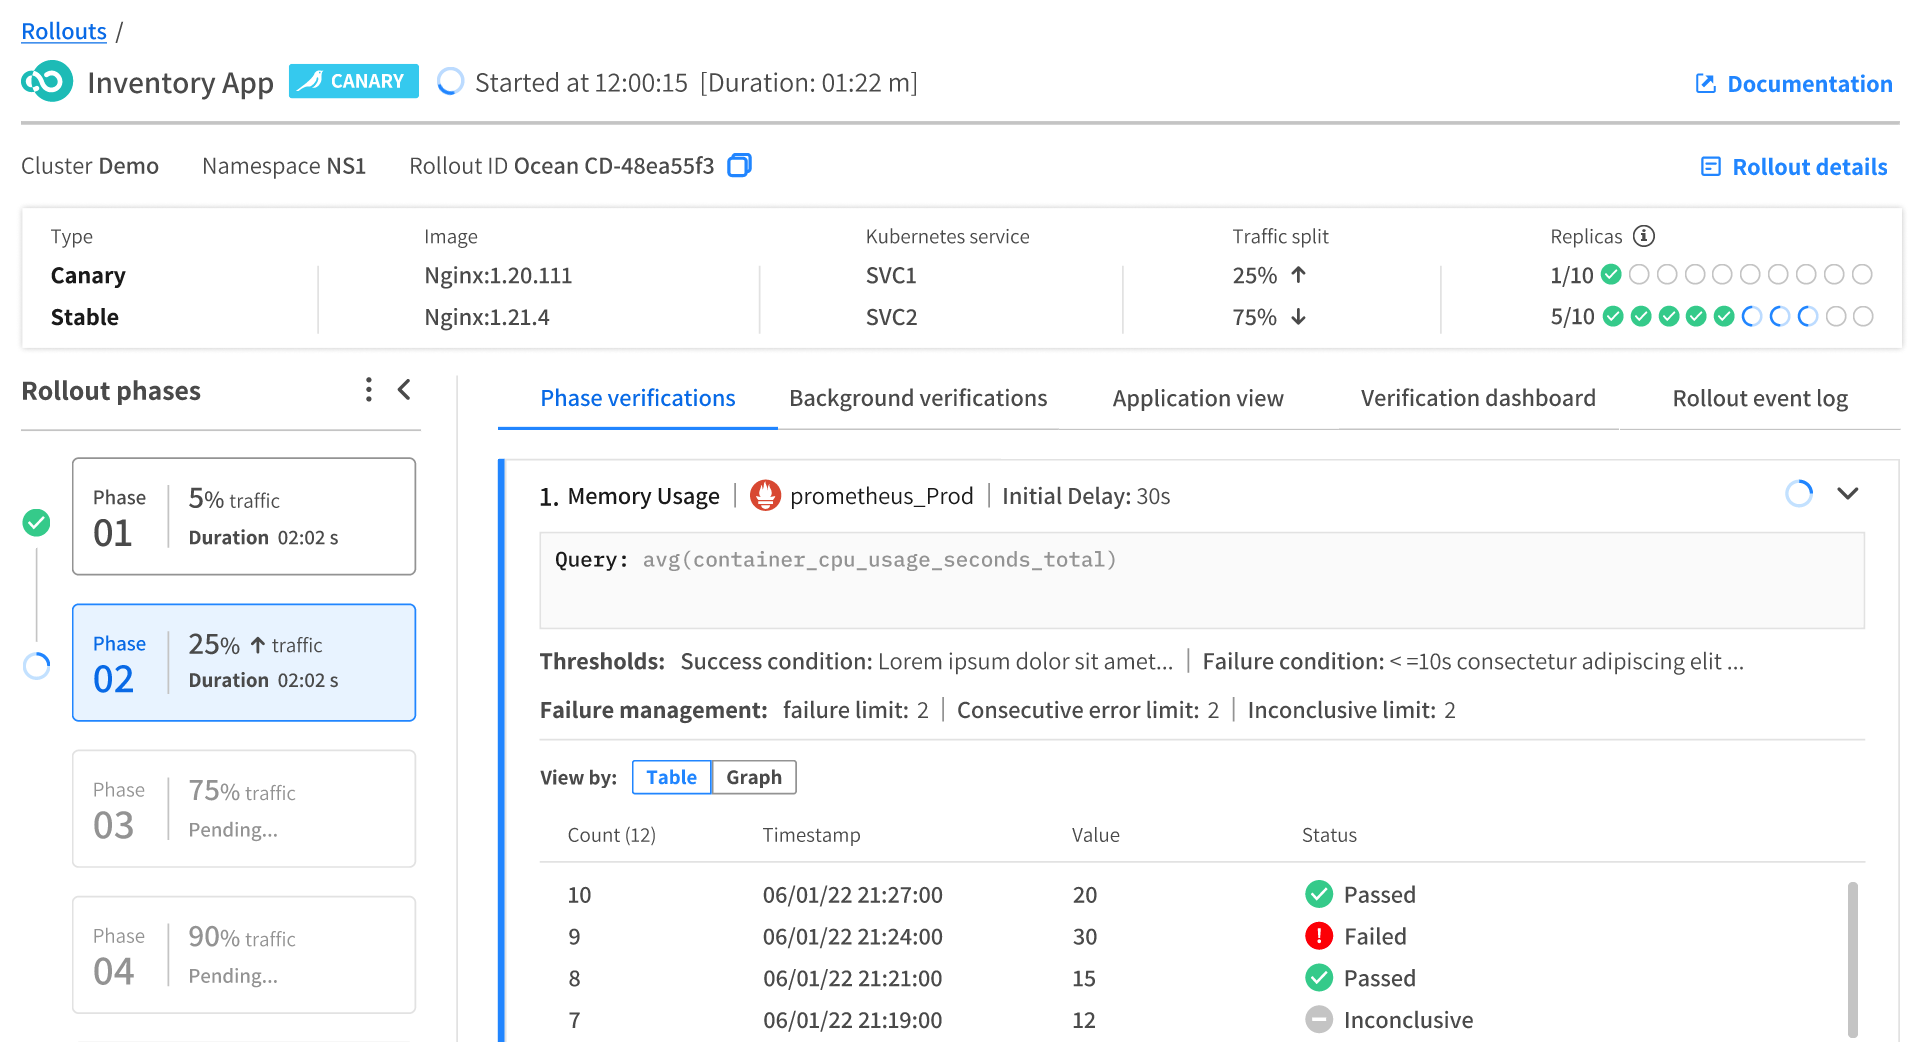 Rollouts /
Inventory App CANARY Started at 12:00:15 [Duration: 01:22 m] Documentation
Cluster Demo Namespace NS1 Rollout ID Ocean CD-48ea55f3 Rollout details
Type Image Kubernetes service Traffic split Replicas
Canary Nginx:1.20.111 SVC1 25% ↑ 1/10
Stable Nginx:1.21.4 SVC2 75% ↓ 5/10
Rollout phases
Phase 01 5% traffic
Duration 02:02 s
Phase 02 25% ↑ traffic
Duration 02:02 s
Phase 03 75% traffic
Pending...
Phase 04 90% traffic
Pending...
Phase verifications Background verifications Application view Verification dashboard Rollout event log
1. Memory Usage | prometheus_Prod | Initial Delay: 30s
Query: avg(container_cpu_usage_seconds_total)
Thresholds: Success condition: Lorem ipsum dolor sit amet... | Failure condition: < =10s consectetur adipiscing elit ...
Failure management: failure limit: 2 | Consecutive error limit: 2 | Inconclusive limit: 2
View by: Table Graph
Count (12) Timestamp Value Status
10 06/01/22 21:27:00 20 Passed
9 06/01/22 21:24:00 30 Failed
8 06/01/22 21:21:00 15 Passed
7 06/01/22 21:19:00 12 Inconclusive